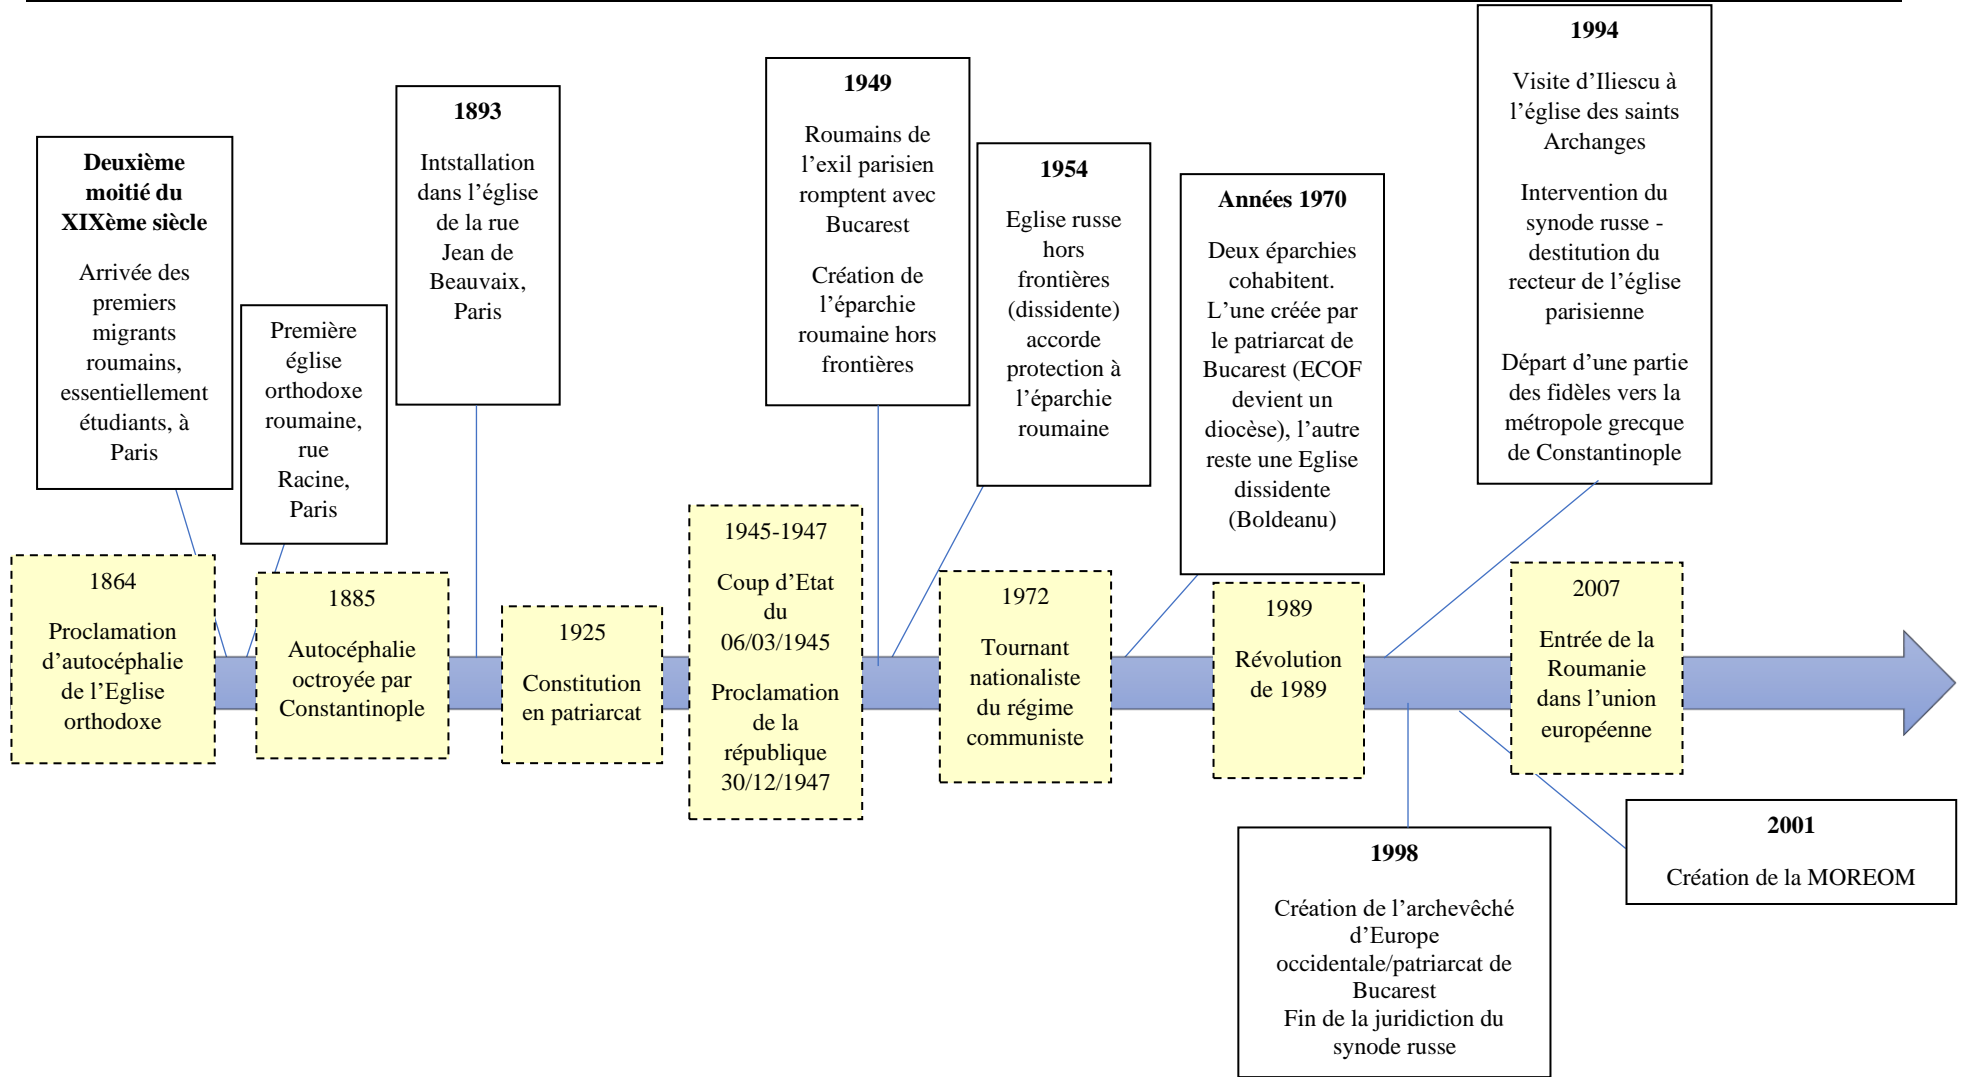 Deuxième
moitié du
XIXème siècle
Arrivée des
premiers
migrants
roumains,
essentiellement
étudiants, à
Paris
Première
église
orthodoxe
roumaine,
rue
Racine,
Paris
1893
Intstallation
dans l’église
de la rue
Jean de
Beauvaix,
Paris
1949
Roumains de
l’exil parisien
romptent avec
Bucarest
Création de
l’éparchie
roumaine hors
frontières
1954
Eglise russe
hors
frontières
(dissidente)
accorde
protection à
l’éparchie
roumaine
Années 1970
Deux éparchies
cohabitent.
L’une créée par
le patriarcat de
Bucarest (ECOF
devient un
diocèse), l’autre
reste une Eglise
dissidente
(Boldeanu)
1994
Visite d’Iliescu à
l’église des saints
Archanges
Intervention du
synode russe -
destitution du
recteur de l’église
parisienne
Départ d’une partie
des fidèles vers la
métropole grecque
de Constantinople
1864
Proclamation
d’autocéphalie
de l’Eglise
orthodoxe
1885
Autocéphalie
octroyée par
Constantinople
1925
Constitution
en patriarcat
1945-1947
Coup d’Etat
du
06/03/1945
Proclamation
de la
république
30/12/1947
1972
Tournant
nationaliste
du régime
communiste
1989
Révolution
de 1989
2007
Entrée de la
Roumanie
dans l’union
européenne
1998
Création de l’archevêché
d’Europe
occidentale/patriarcat de
Bucarest
Fin de la juridiction du
synode russe
2001
Création de la MOREOM